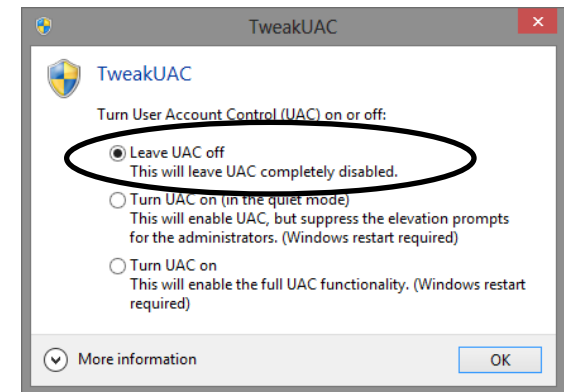 TweakUAC
TweakUAC
Turn User Account Control (UAC) on or off:
Leave UAC off
This will leave UAC completely disabled.
Turn UAC on (in the quiet mode)
This will enable UAC, but suppress the elevation prompts
for the administrators. (Windows restart required)
Turn UAC on
This will enable the full UAC functionality. (Windows restart
required)
More information
OK